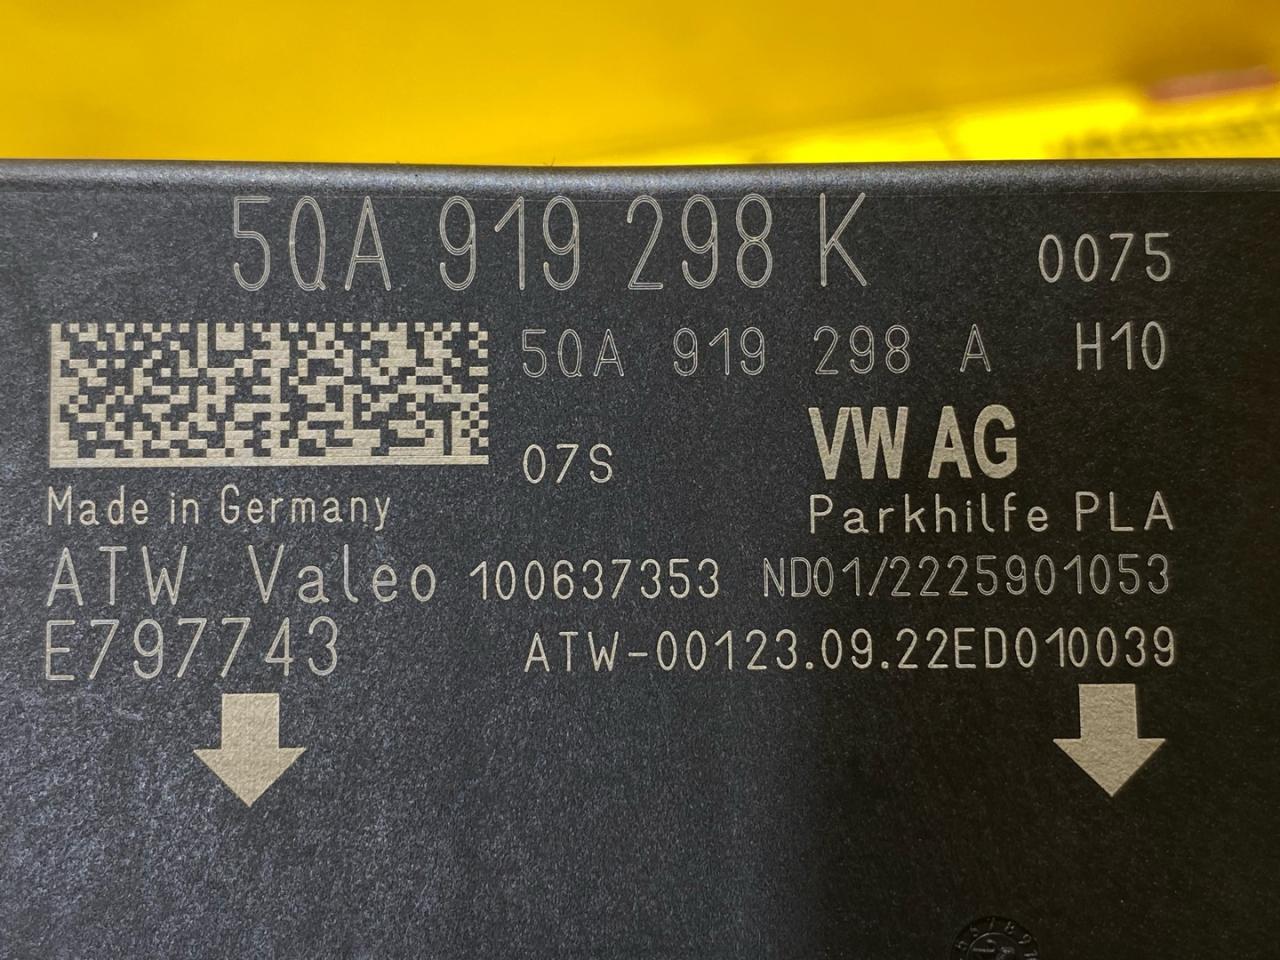 5QA 919 298 K 0075
5QA 919 298 A H10
07S VW AG
Made in Germany Parkhilfe PLA
ATW Valeo 100637353 ND01/2225901053
E797743 ATW-00123.09.22ED010039